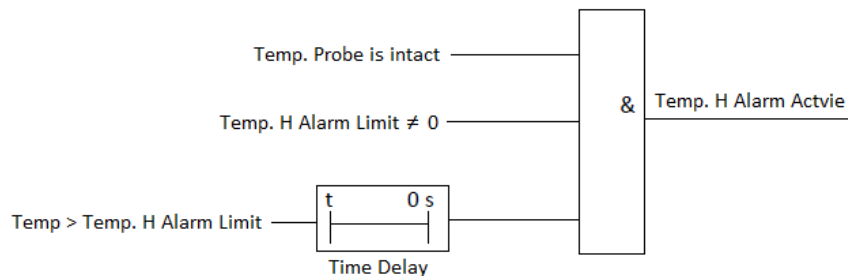 Temp. Probe is intact
Temp. H Alarm Limit ≠ 0
&
Temp. H Alarm Actvie
Temp > Temp. H Alarm Limit
t 0 s
Time Delay